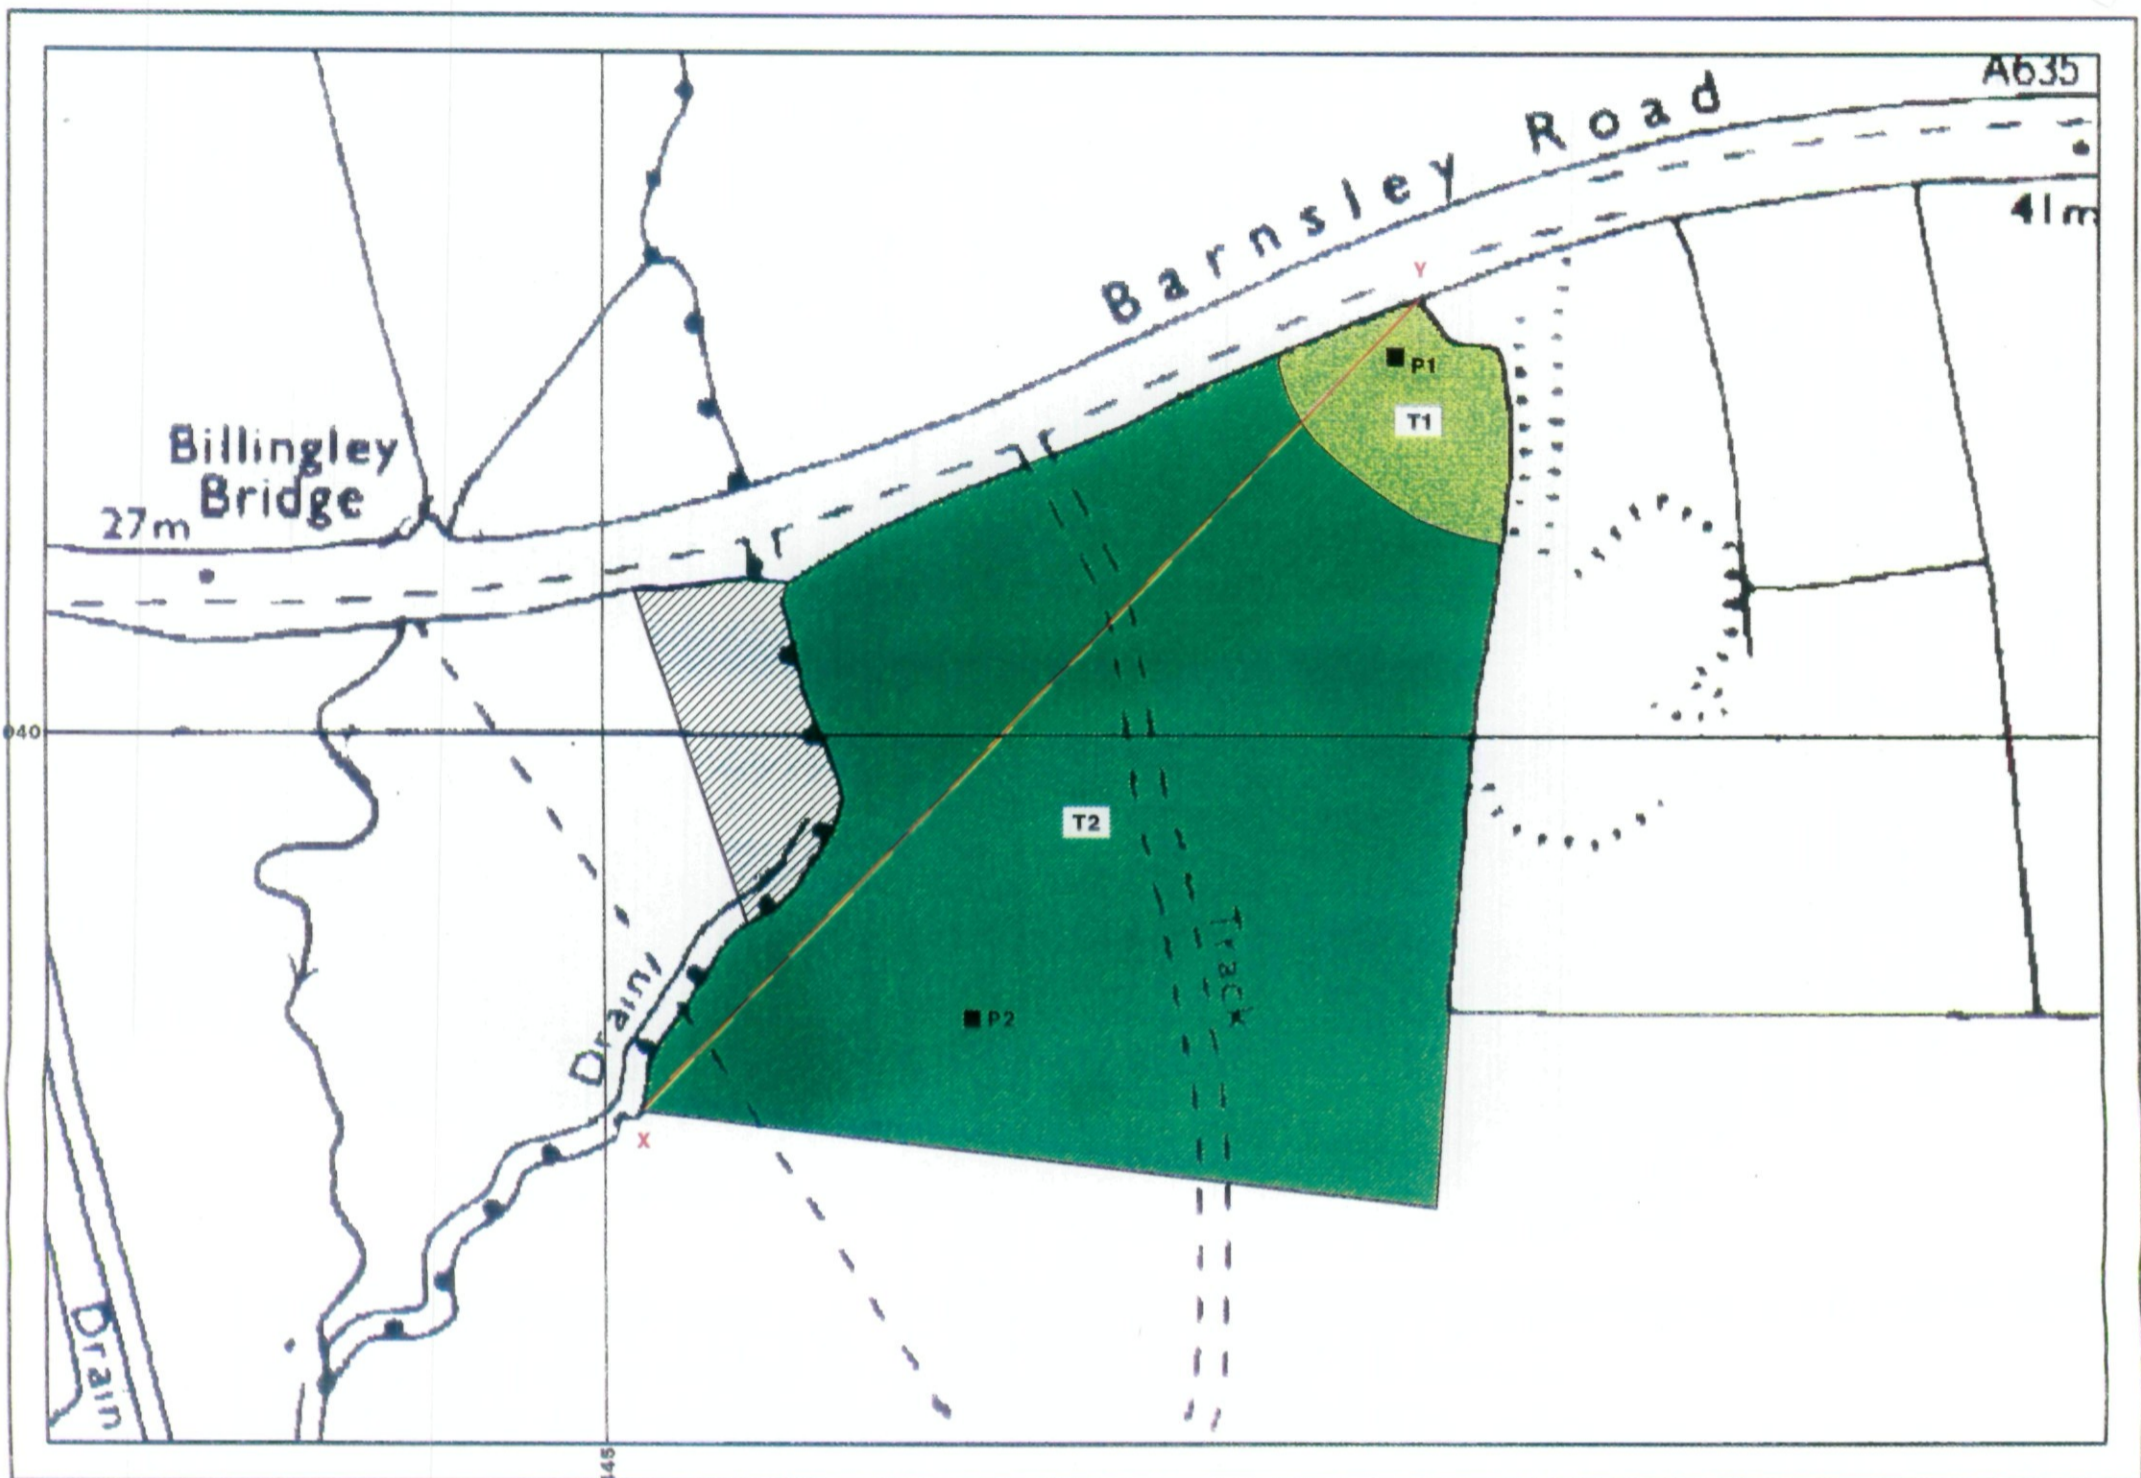 A635
Barnsley Road
41m
Y
P1
T1
Billingley
Bridge
27m
040
T2
Track
P2
Drain
X
Drain
445